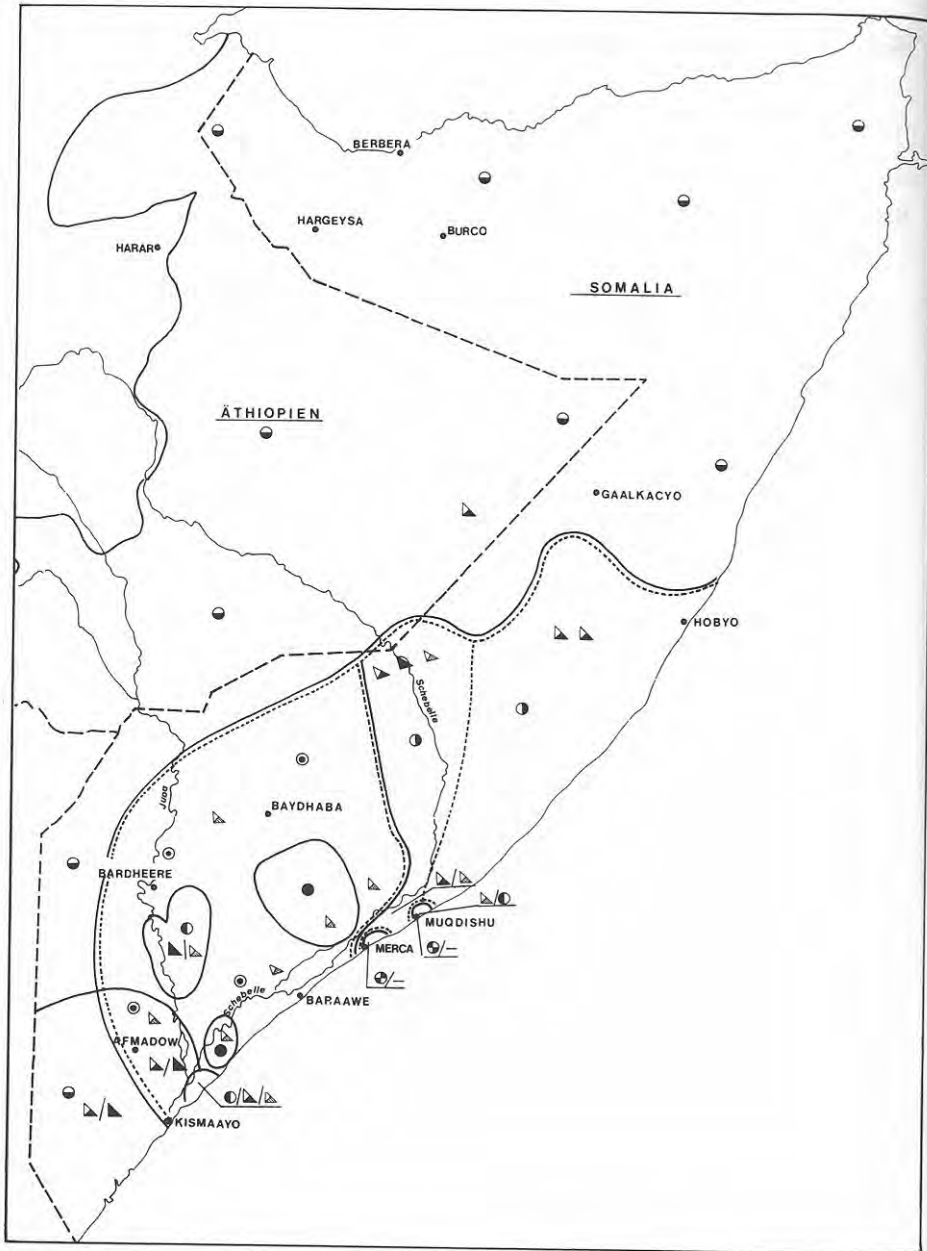 BERBERA
HARGEYSA
BURCO
HARAR
SOMALIA
ÄTHIOPIEN
GAALKACYO
HOBYO
Schebelle
Juba
BAYDHABA
BARDHEERE
MUQDISHU
MERCA
Schebelle
BARAAWE
AFMADOW
KISMAAYO